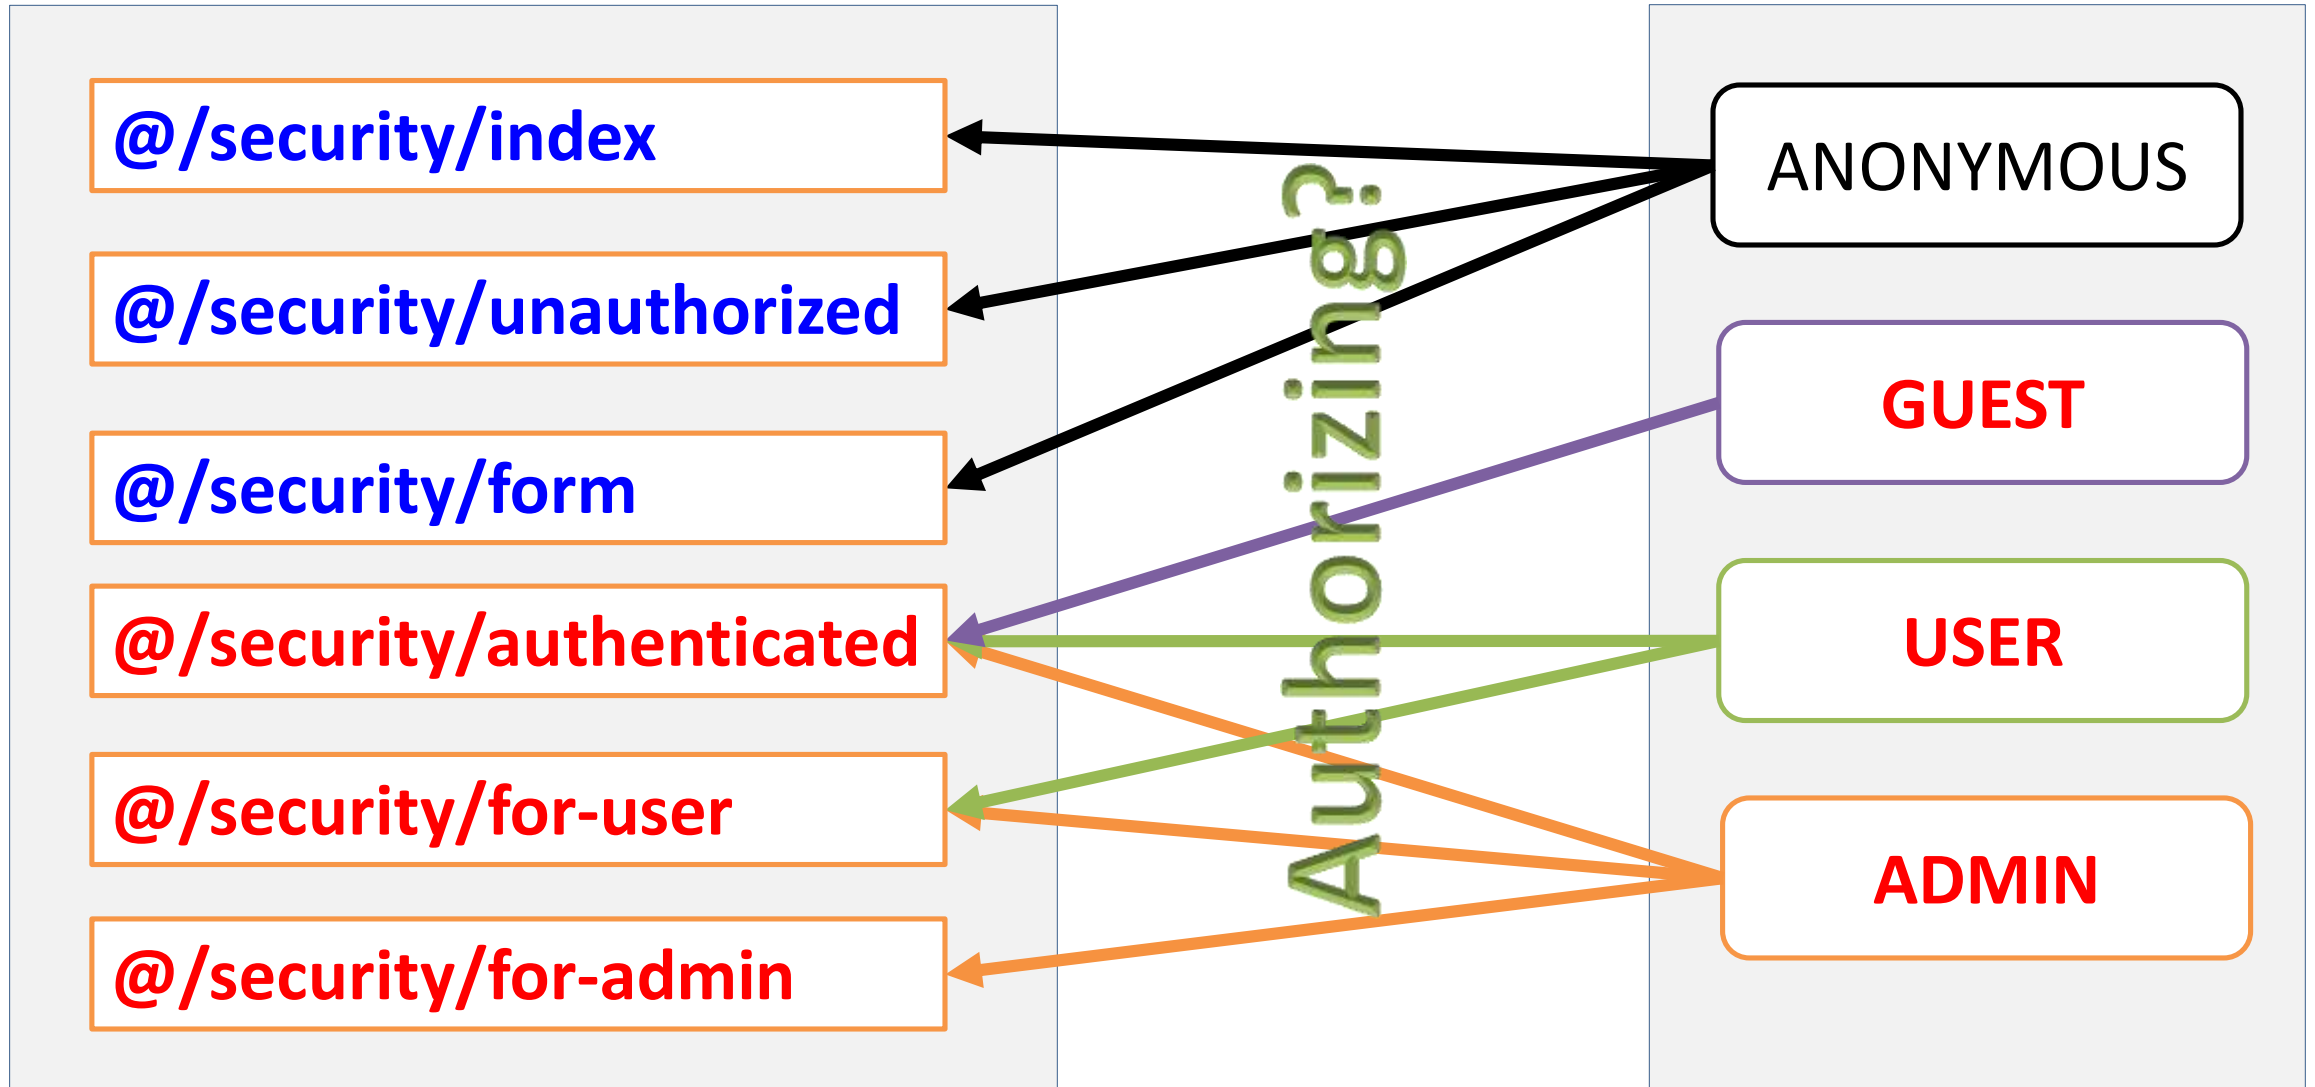 @/security/index
@/security/unauthorized
@/security/form
@/security/authenticated
@/security/for-user
@/security/for-admin
Authorizing?
ANONYMOUS
GUEST
USER
ADMIN